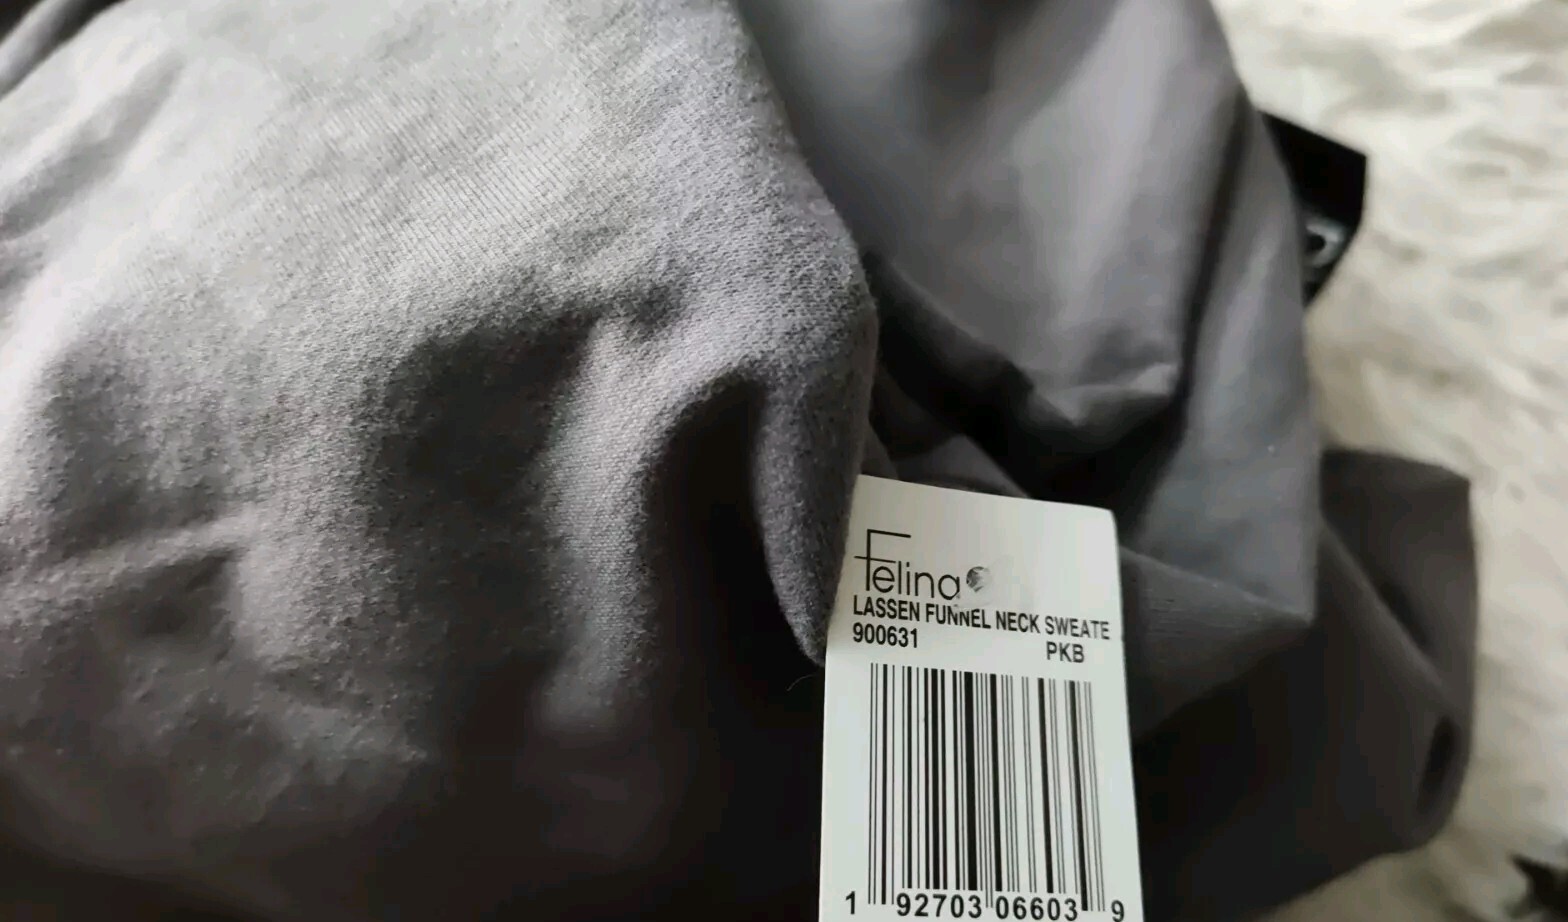 Felina
LASSEN FUNNEL NECK SWEATE
900631 PKB
1 92703 06603 9